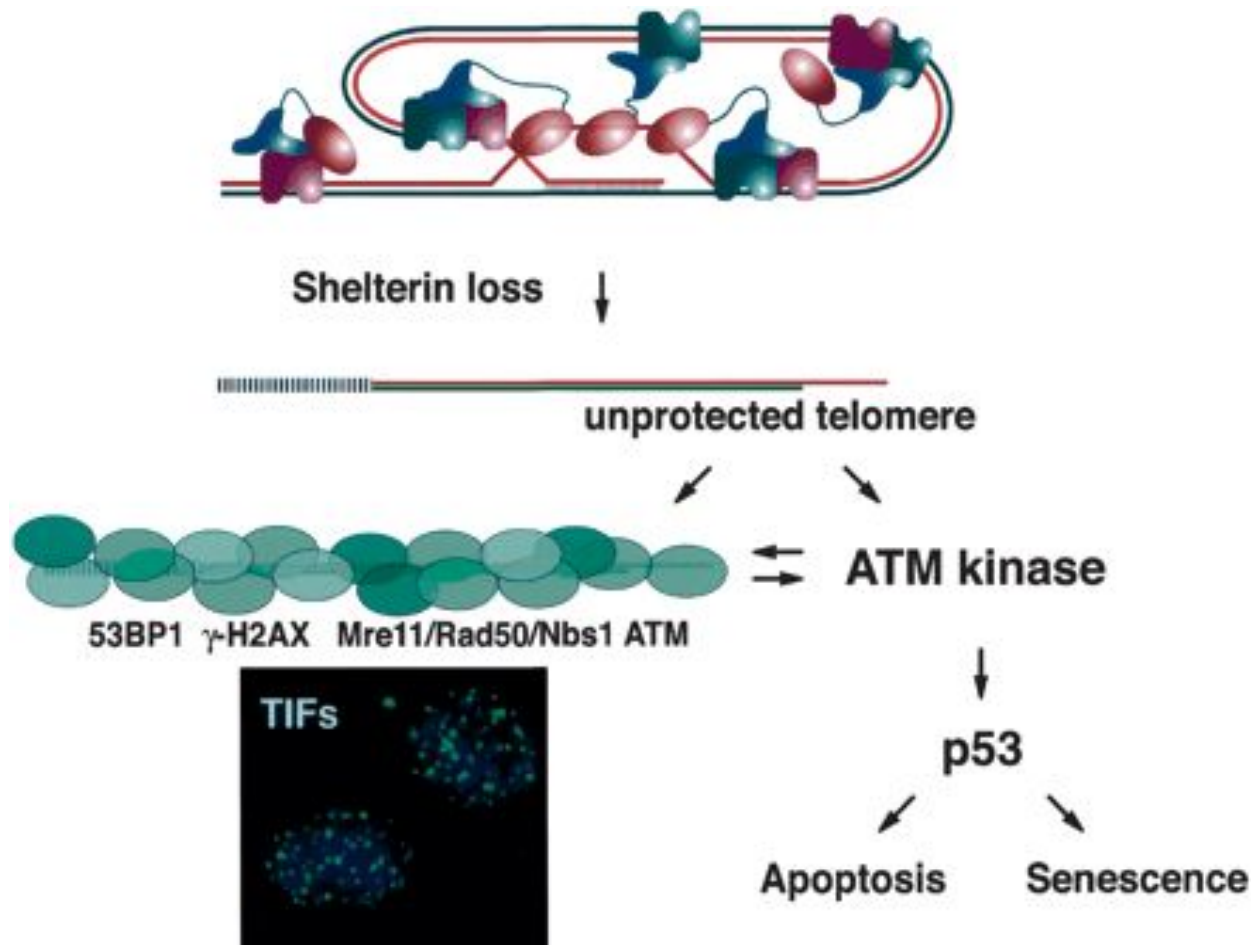 Shelterin loss
unprotected telomere
ATM kinase
53BP1 γ-H2AX Mre11/Rad50/Nbs1 ATM
TIFs
p53
Apoptosis Senescence